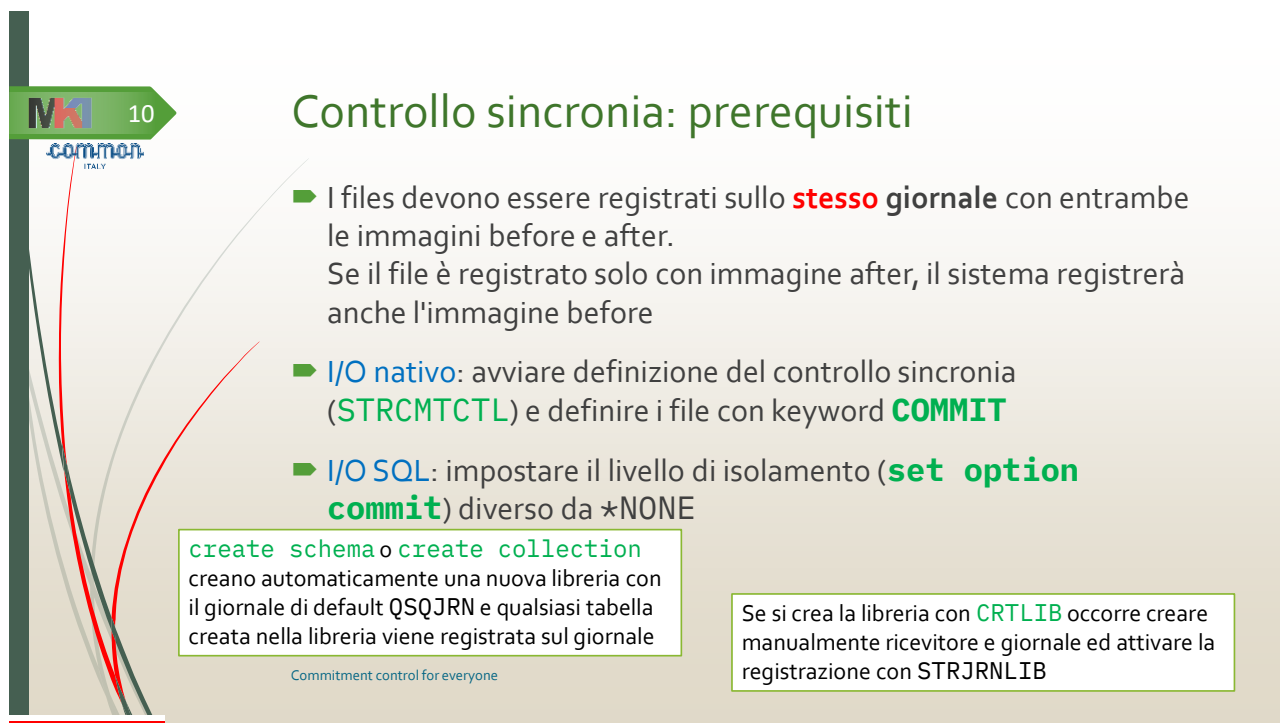 MK1
10
common
ITALY
Controllo sincronia: prerequisiti
I files devono essere registrati sullo stesso giornale con entrambe
le immagini before e after.
Se il file è registrato solo con immagine after, il sistema registrerà
anche l'immagine before
I/O nativo: avviare definizione del controllo sincronia
(STRCMTCTL) e definire i file con keyword COMMIT
I/O SQL: impostare il livello di isolamento (set option
commit) diverso da *NONE
create schema o create collection
creano automaticamente una nuova libreria con
il giornale di default QSQJRN e qualsiasi tabella
creata nella libreria viene registrata sul giornale
Se si crea la libreria con CRTLIB occorre creare
manualmente ricevitore e giornale ed attivare la
registrazione con STRJRNLIB
Commitment control for everyone